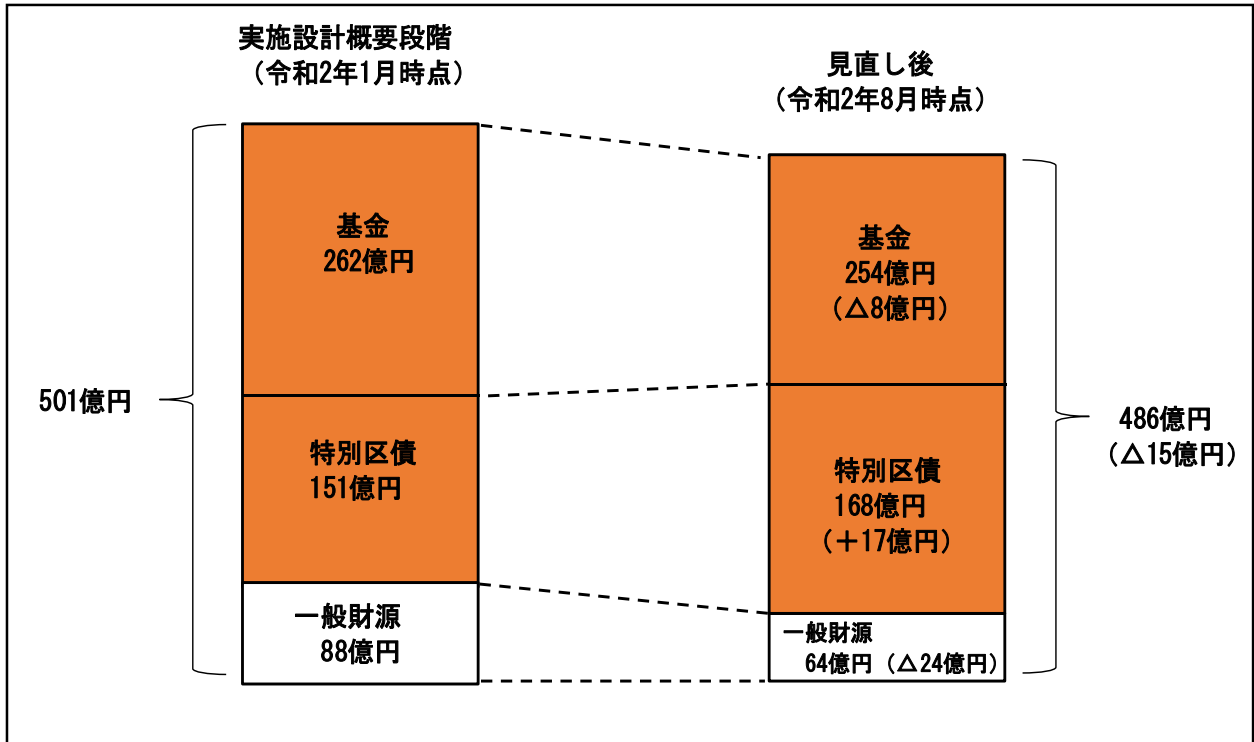 実施設計概要段階
（令和2年1月時点）
基金
262億円
特別区債
151億円
一般財源
88億円
501億円
見直し後
（令和2年8月時点）
基金
254億円
（△8億円）
特別区債
168億円
（＋17億円）
一般財源
64億円（△24億円）
486億円
（△15億円）